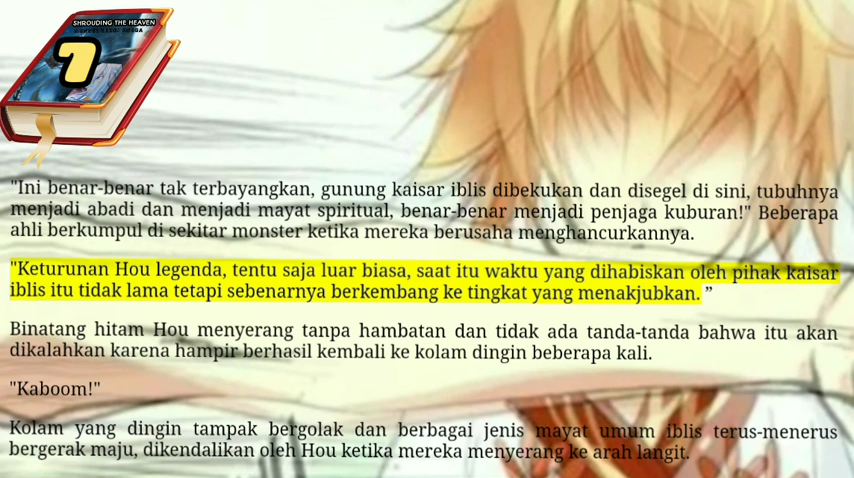 SHROUDING THE HEAVEN
7
"Ini benar-benar tak terbayangkan, gunung kaisar iblis dibekukan dan disegel di sini, tubuhnya
menjadi abadi dan menjadi mayat spiritual, benar-benar menjadi penjaga kuburan!" Beberapa
ahli berkumpul di sekitar monster ketika mereka berusaha menghancurkannya.
"Keturunan Hou legenda, tentu saja luar biasa, saat itu waktu yang dihabiskan oleh pihak kaisar
iblis itu tidak lama tetapi sebenarnya berkembang ke tingkat yang menakjubkan. ”
Binatang hitam Hou menyerang tanpa hambatan dan tidak ada tanda-tanda bahwa itu akan
dikalahkan karena hampir berhasil kembali ke kolam dingin beberapa kali.
"Kaboom!"
Kolam yang dingin tampak bergolak dan berbagai jenis mayat umum iblis terus-menerus
bergerak maju, dikendalikan oleh Hou ketika mereka menyerang ke arah langit.